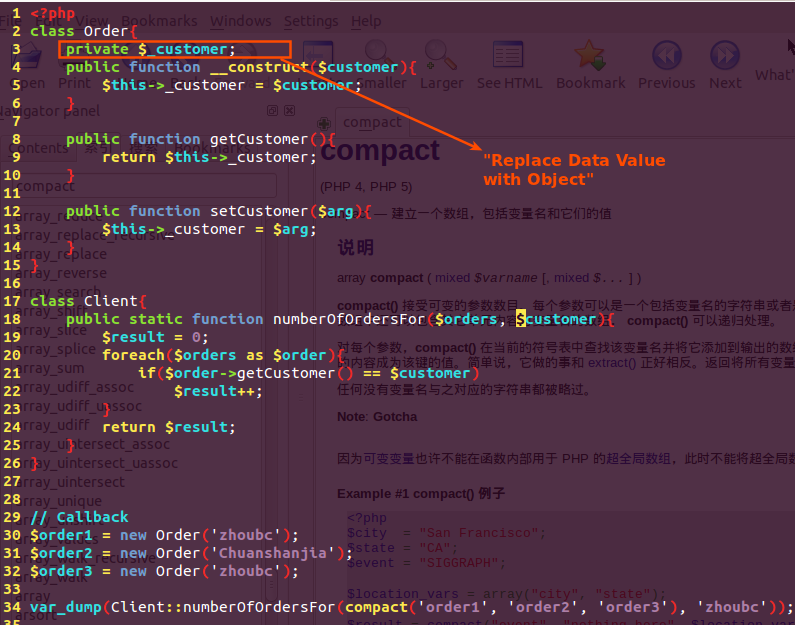 1 <?php
2 class Order{
3 private $_customer;
4 public function __construct($customer){
5 $this->_customer = $customer;
6 }
7
8 public function getCustomer(){
9 return $this->_customer;
10 }
11
12 public function setCustomer($arg){
13 $this->_customer = $arg;
14 }
15 }
16
17 class Client{
18 public static function numberOfOrdersFor($orders, $customer){
19 $result = 0;
20 foreach($orders as $order){
21 if($order->getCustomer() == $customer)
22 $result++;
23 }
24 return $result;
25 }
26 }
27
28
29 // Callback
30 $order1 = new Order('zhoubc');
31 $order2 = new Order('Chuanshanjia');
32 $order3 = new Order('zhoubc');
33
34 var_dump(Client::numberOfOrdersFor(compact('order1', 'order2', 'order3'), 'zhoubc'));
"Replace Data Value
with Object"
View Bookmarks Windows Settings Help
Print Larger See HTML Bookmark Previous Next What'
panel
compact
compact
array_replace
array_reverse
array_search
array_slice
array_splice
array_sum
array_udiff_assoc
array_udiff_uassoc
array_udiff
array_uintersect_assoc
array_uintersect_uassoc
array_uintersect
array_unique
array_walk_recursive
array_walk
array
arsort
compact
(PHP 4, PHP 5)
— 建立一个数组，包括变量名和它们的值
说明
array compact ( mixed $varname [, mixed $... ] )
compact() 接受可变的参数数目。每个参数可以是一个包括变量名的字符串或者
compact() 可以递归处理。
对每个参数，compact() 在当前的符号表中查找该变量名并将它添加到输出的数
的内容成为该键的值。简单说，它做的事和 extract() 正好相反。返回将所有变量
任何没有变量名与之对应的字符串都被略过。
Note: Gotcha
因为可变变量也许不能在函数内部用于 PHP 的超全局数组，此时不能将超全局数
Example #1 compact() 例子
<?php
$city = "San Francisco";
$state = "CA";
$event = "SIGGRAPH";
$location_vars = array("city", "state");